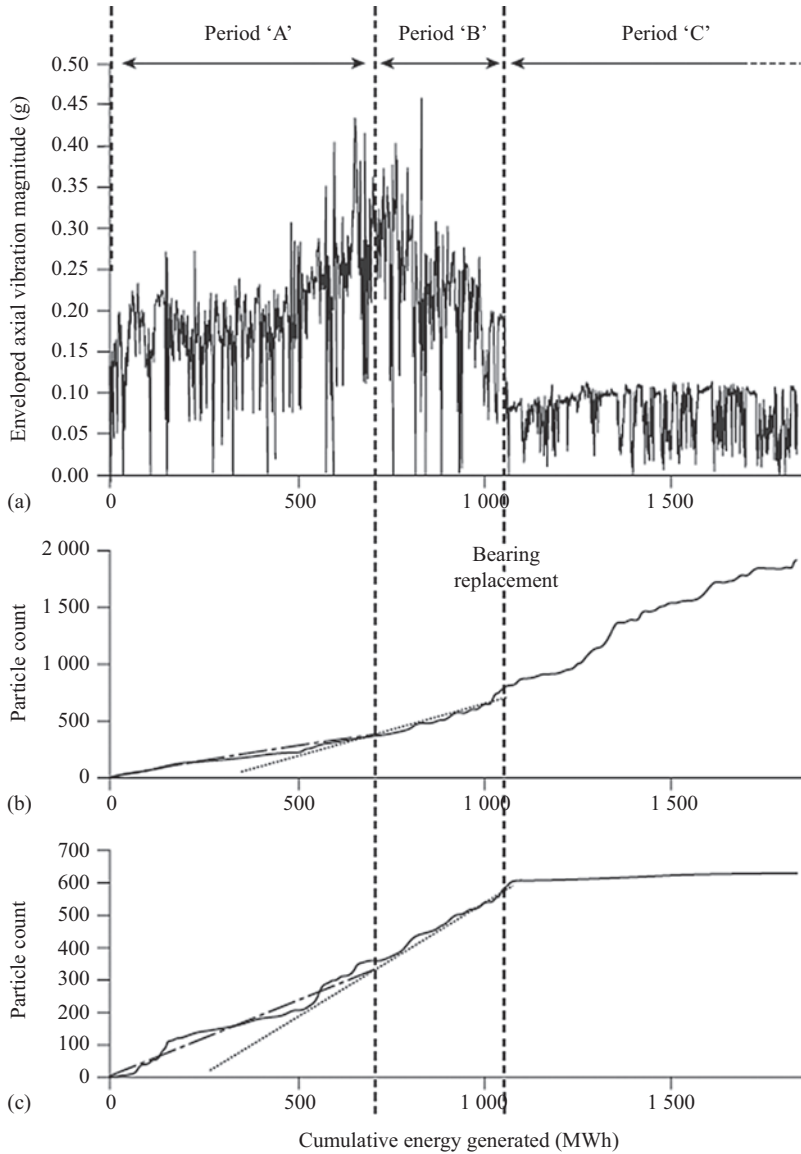 Period ‘A’ Period ‘B’ Period ‘C’
Enveloped axial vibration magnitude (g)
0.50
0.45
0.40
0.35
0.30
0.25
0.20
0.15
0.10
0.05
0.00
(a)
0 500 1 000 1 500
Bearing
replacement
Particle count
2 000
1 500
1 000
500
0
(b)
0 500 1 000 1 500
Particle count
700
600
500
400
300
200
100
0
(c)
0 500 1 000 1 500
Cumulative energy generated (MWh)